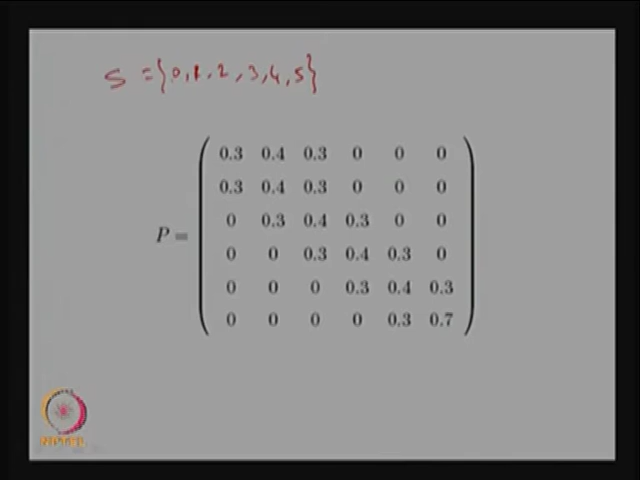 S = {0, 1, 2, 3, 4, 5}
0.3 0.4 0.3 0 0 0
0.3 0.4 0.3 0 0 0
0 0.3 0.4 0.3 0 0
P = 0 0 0.3 0.4 0.3 0
0 0 0 0.3 0.4 0.3
0 0 0 0 0.3 0.7
NPTEL